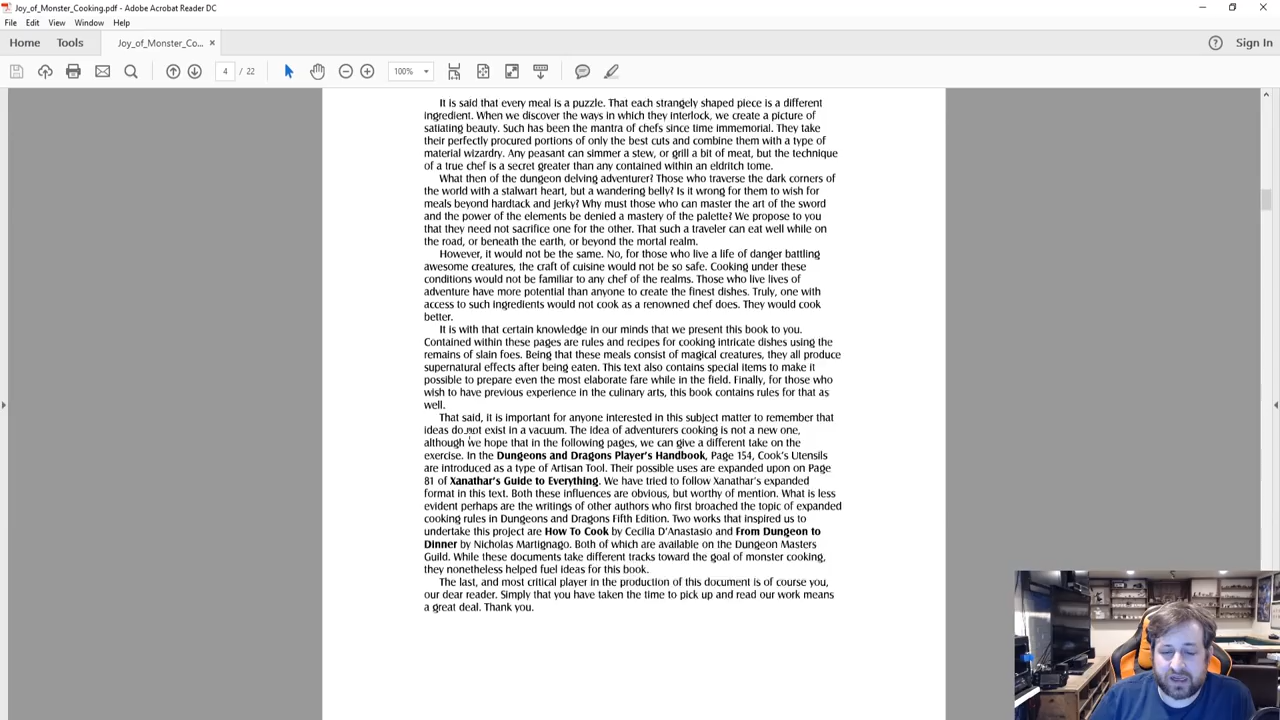 Joy_of_Monster_Cooking.pdf - Adobe Acrobat Reader DC
File Edit View Window Help
Home Tools Joy_of_Monster_Co... × Sign In
4 / 22 100%
It is said that every meal is a puzzle. That each strangely shaped piece is a different
ingredient. When we discover the ways in which they interlock, we create a picture of
satiating beauty. Such has been the mantra of chefs since time immemorial. They take
their perfectly procured portions of only the best cuts and combine them with a type of
material wizardry. Any peasant can simmer a stew, or grill a bit of meat, but the technique
of a true chef is a secret greater than any contained within an eldritch tome.
What then of the dungeon delving adventurer? Those who traverse the dark corners of
the world with a stalwart heart, but a wandering belly? Is it wrong for them to wish for
meals beyond hardtack and jerky? Why must those who can master the art of the sword
and the power of the elements be denied a mastery of the palette? We propose to you
that they need not sacrifice one for the other. That such a traveler can eat well while on
the road, or beneath the earth, or beyond the mortal realm.
However, it would not be the same. No, for those who live a life of danger battling
awesome creatures, the craft of cuisine would not be so safe. Cooking under these
conditions would not be familiar to any chef of the realms. Those who live lives of
adventure have more potential than anyone to create the finest dishes. Truly, one with
access to such ingredients would not cook as a renowned chef does. They would cook
better.
It is with that certain knowledge in our minds that we present this book to you.
Contained within these pages are rules and recipes for cooking intricate dishes using the
remains of slain foes. Being that these meals consist of magical creatures, they all produce
supernatural effects after being eaten. This text also contains special items to make it
possible to prepare even the most elaborate fare while in the field. Finally, for those who
wish to have previous experience in the culinary arts, this book contains rules for that as
well.
That said, it is important for anyone interested in this subject matter to remember that
ideas do not exist in a vacuum. The idea of adventurers cooking is not a new one,
although we hope that in the following pages, we can give a different take on the
exercise. In the Dungeons and Dragons Player's Handbook, Page 154, Cook's Utensils
are introduced as a type of Artisan Tool. Their possible uses are expanded upon on Page
81 of Xanathar's Guide to Everything. We have tried to follow Xanathar's expanded
format in this text. Both these influences are obvious, but worthy of mention. What is less
evident perhaps are the writings of other authors who first broached the topic of expanded
cooking rules in Dungeons and Dragons Fifth Edition. Two works that inspired us to
undertake this project are How To Cook by Cecilia D'Anastasio and From Dungeon to
Dinner by Nicholas Martignago. Both of which are available on the Dungeon Masters
Guild. While these documents take different tracks toward the goal of monster cooking,
they nonetheless helped fuel ideas for this book.
The last, and most critical player in the production of this document is of course you,
our dear reader. Simply that you have taken the time to pick up and read our work means
a great deal. Thank you.